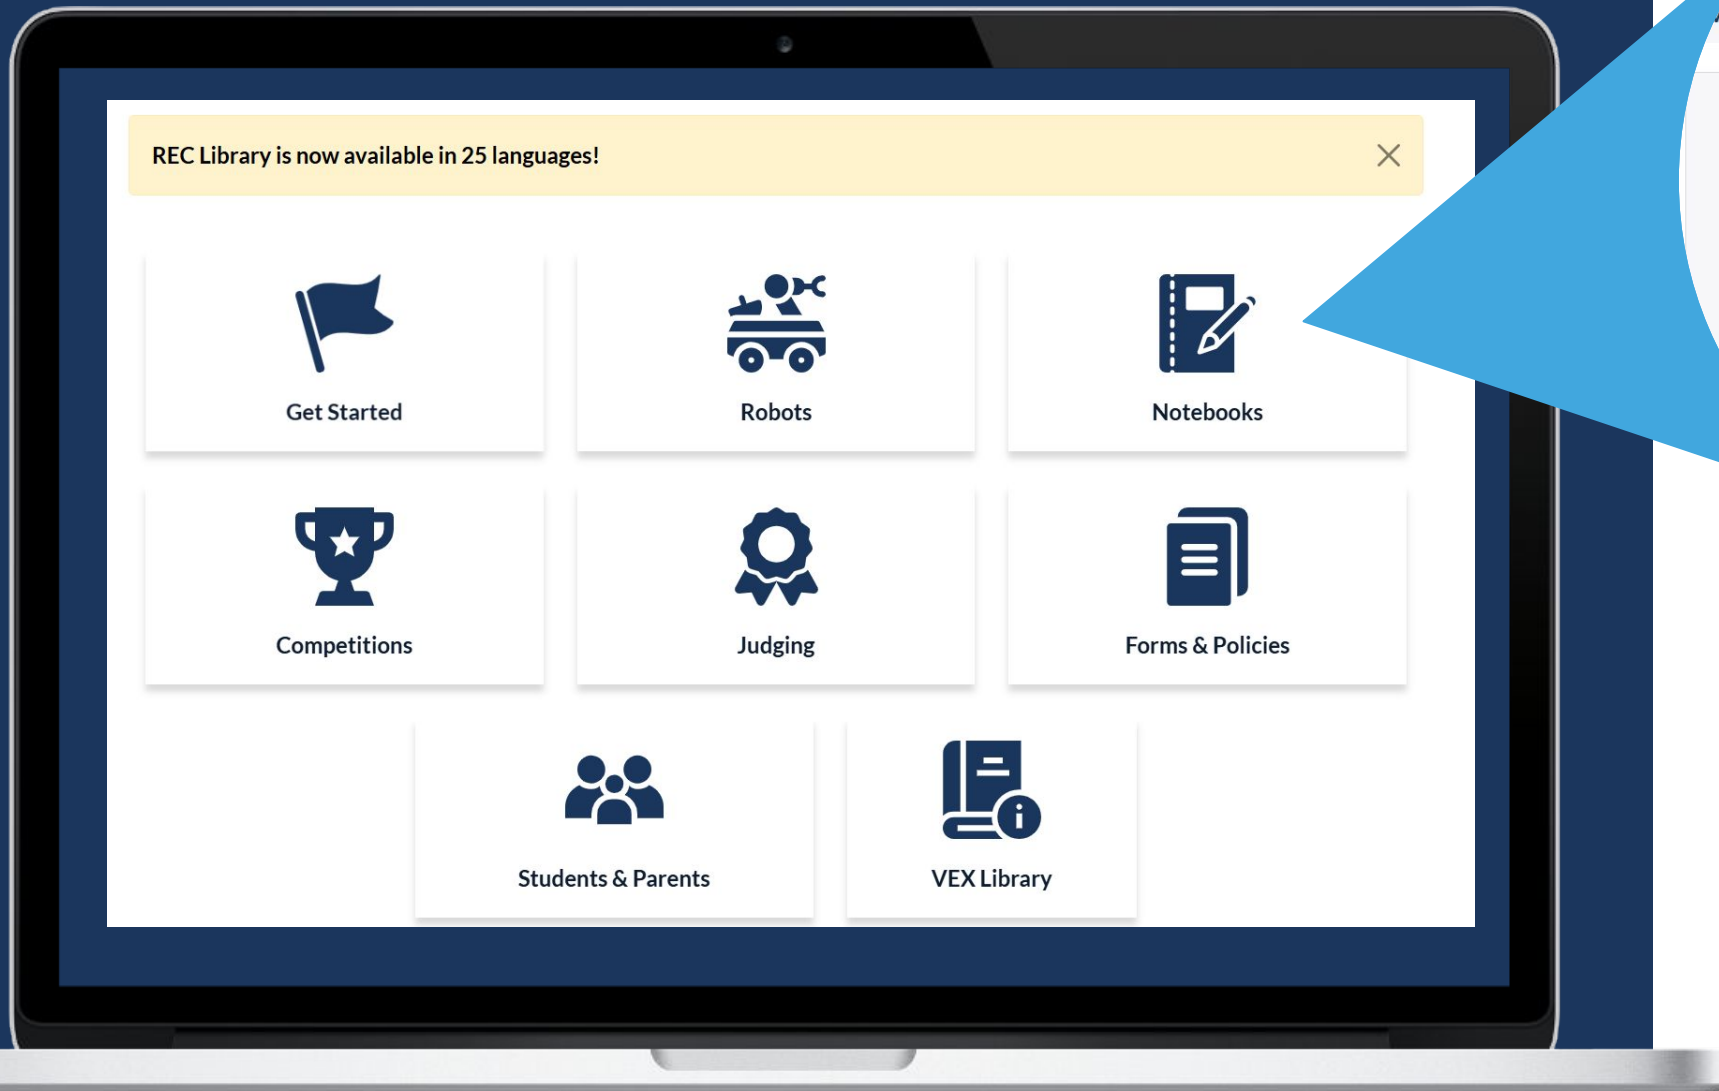 REC Library is now available in 25 languages!
Get Started
Robots
Notebooks
Competitions
Judging
Forms & Policies
Students & Parents
VEX Library